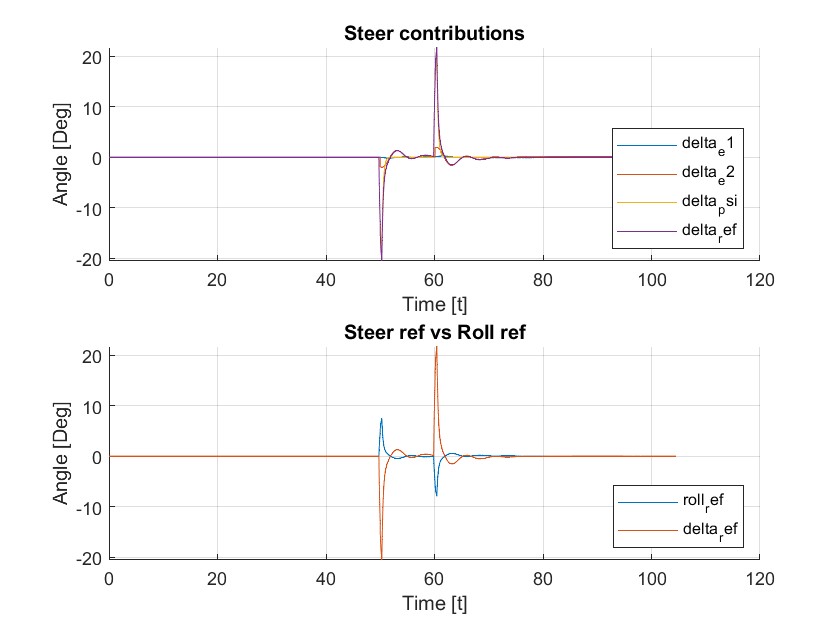 Steer contributions
20
10
0
-10
-20
Angle [Deg]
delta_e1
delta_e2
delta_psi
delta_ref
0 20 40 60 80 100 120
Time [t]
Steer ref vs Roll ref
20
10
0
-10
-20
Angle [Deg]
roll_ref
delta_ref
0 20 40 60 80 100 120
Time [t]